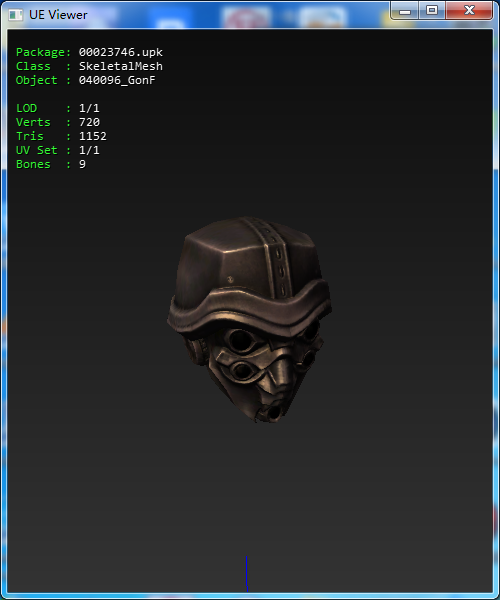 UE Viewer
Package: 00023746.upk
Class : SkeletalMesh
Object : 040096_GonF
LOD : 1/1
Verts : 720
Tris : 1152
UV Set : 1/1
Bones : 9